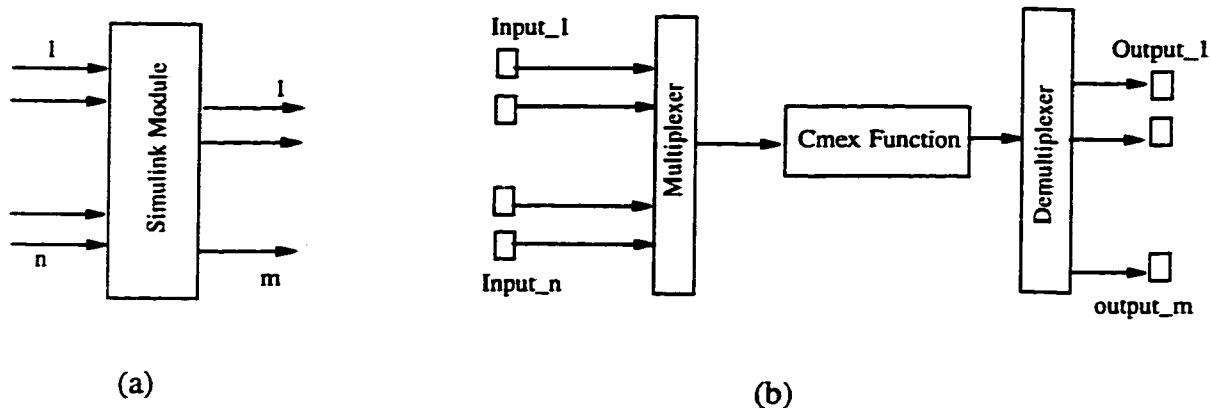 1
Simulink Module
1
n
m
(a)
Input_1
Multiplexer
Cmex Function
Demultiplexer
Output_1
Input_n
output_m
(b)